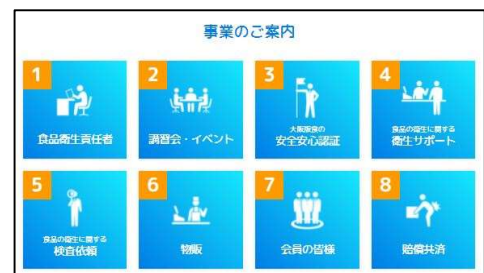 事業のご案内
1
食品衛生責任者
2
講習会・イベント
3
大阪版食の
安全安心認証
4
食品の衛生に関する
衛生サポート
5
食品の衛生に関する
検査依頼
6
物販
7
会員の皆様
8
賠償共済